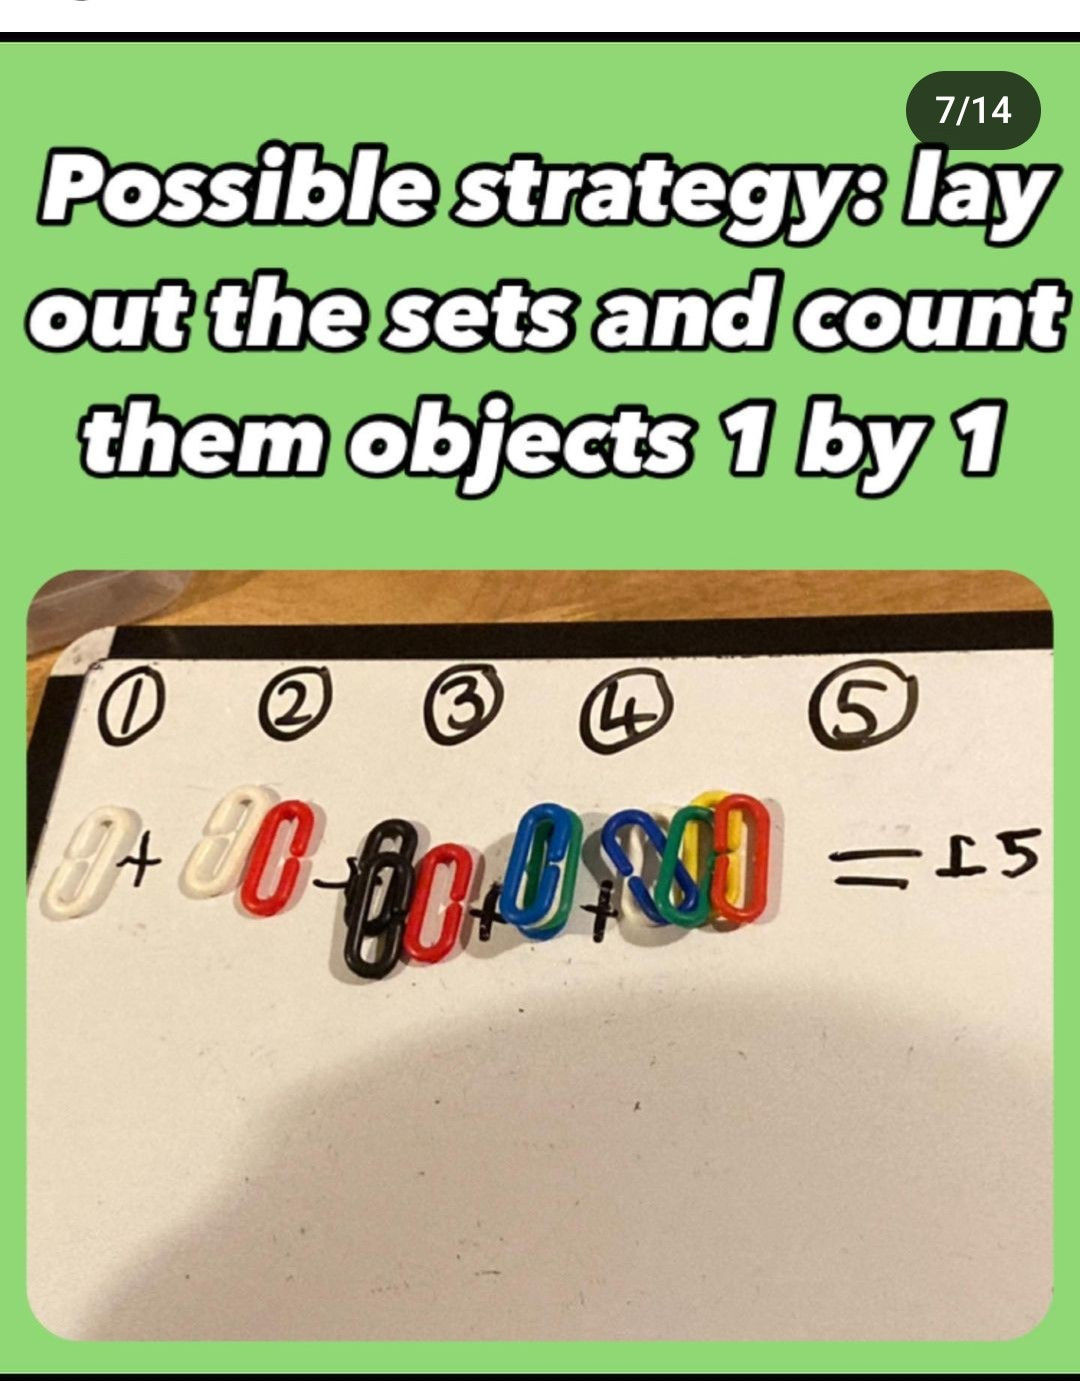 7/14
Possible strategy: lay
out the sets and count
them objects 1 by 1
1 2 3 4 5
+ + + + = 15